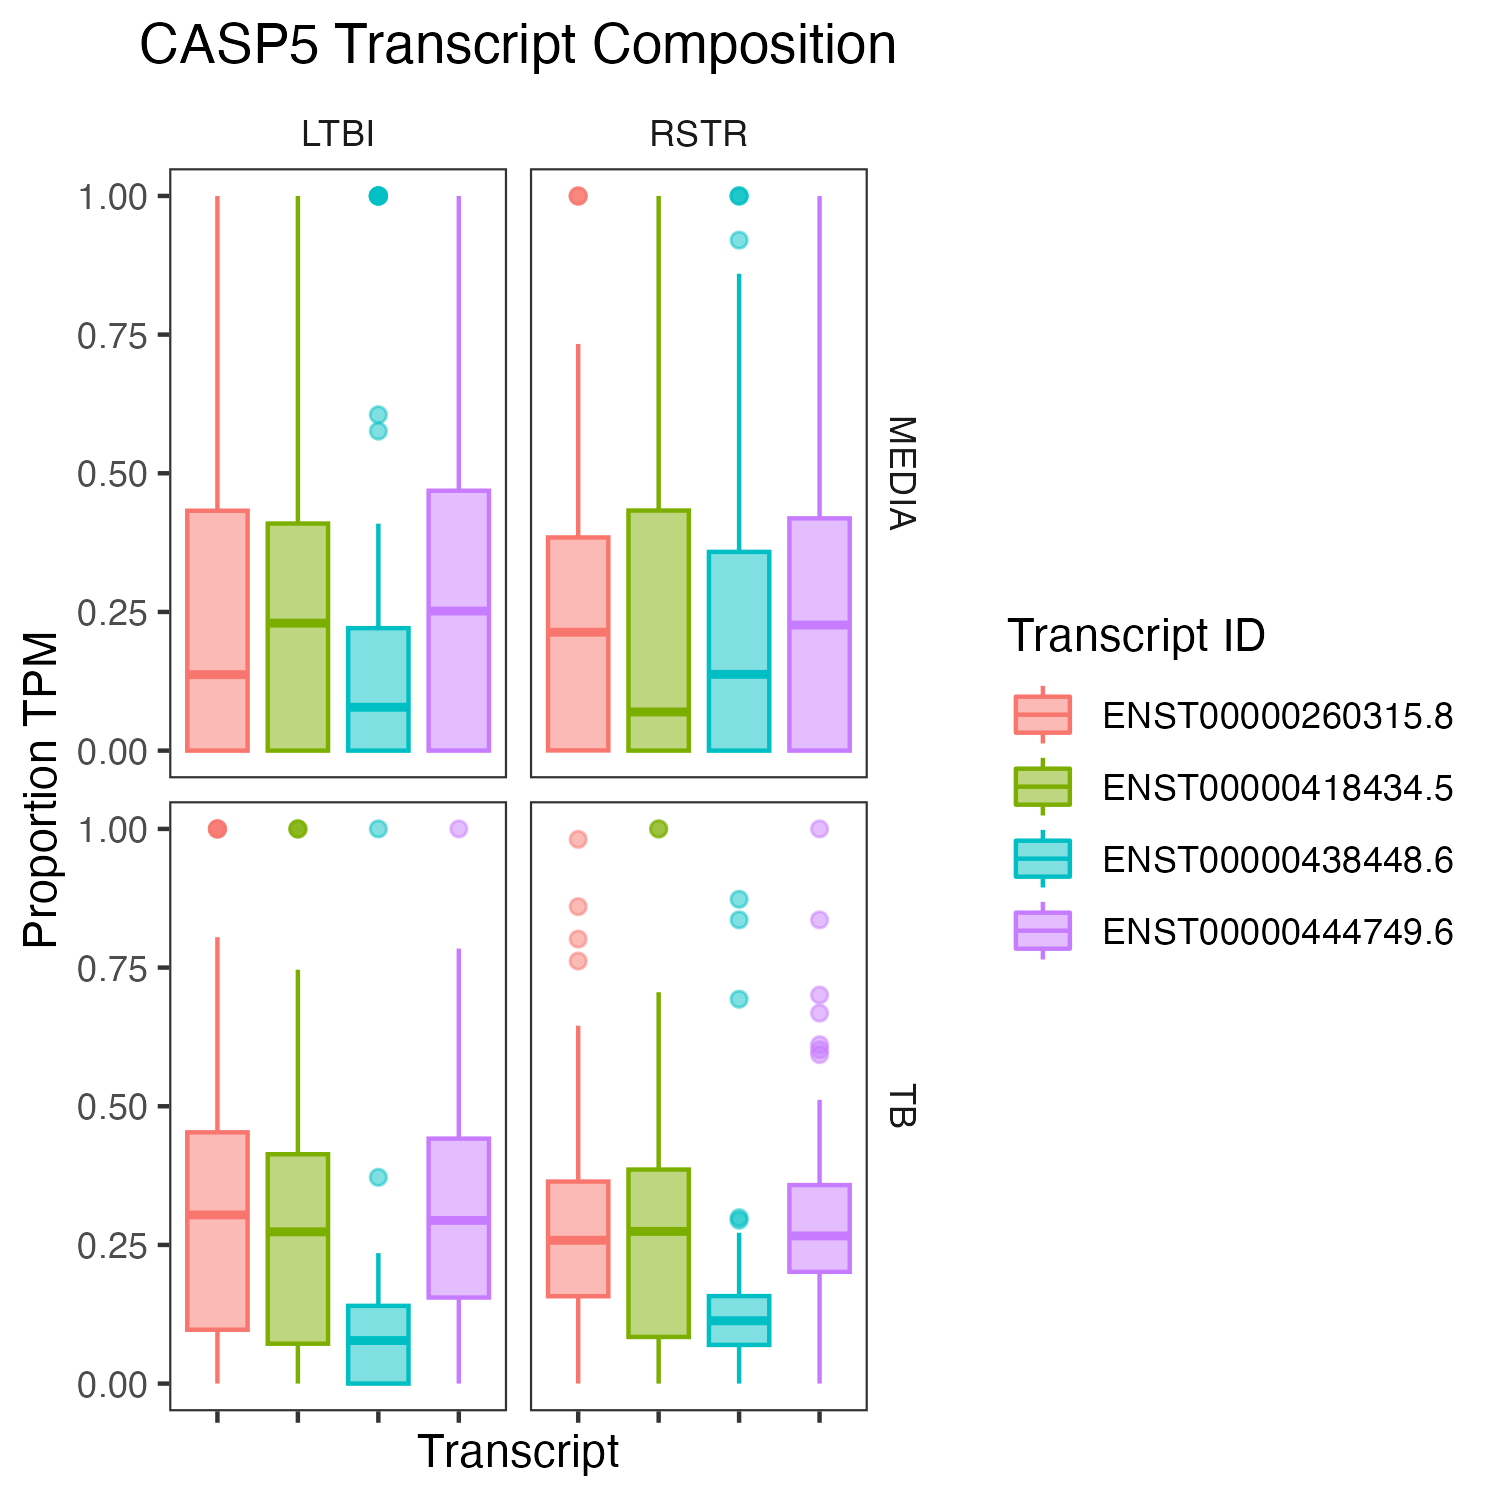 CASP5 Transcript Composition
LTBI
RSTR
1.00
0.75
0.50
0.25
0.00
MEDIA
1.00
0.75
0.50
0.25
0.00
TB
Proportion TPM
Transcript
Transcript ID
ENST00000260315.8
ENST00000418434.5
ENST00000438448.6
ENST00000444749.6